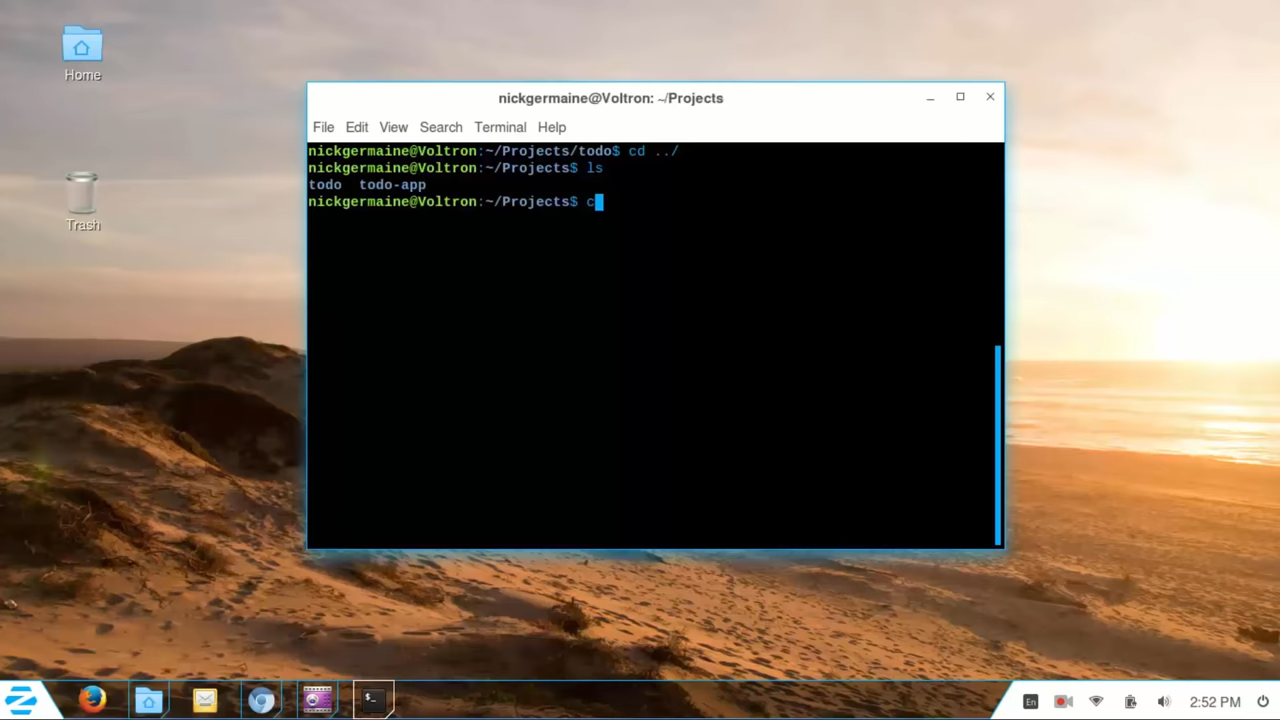 Home
Trash
nickgermaine@Voltron: ~/Projects
File Edit View Search Terminal Help
nickgermaine@Voltron:~/Projects/todo$ cd ../
nickgermaine@Voltron:~/Projects$ ls
todo  todo-app
nickgermaine@Voltron:~/Projects$ c
En
2:52 PM